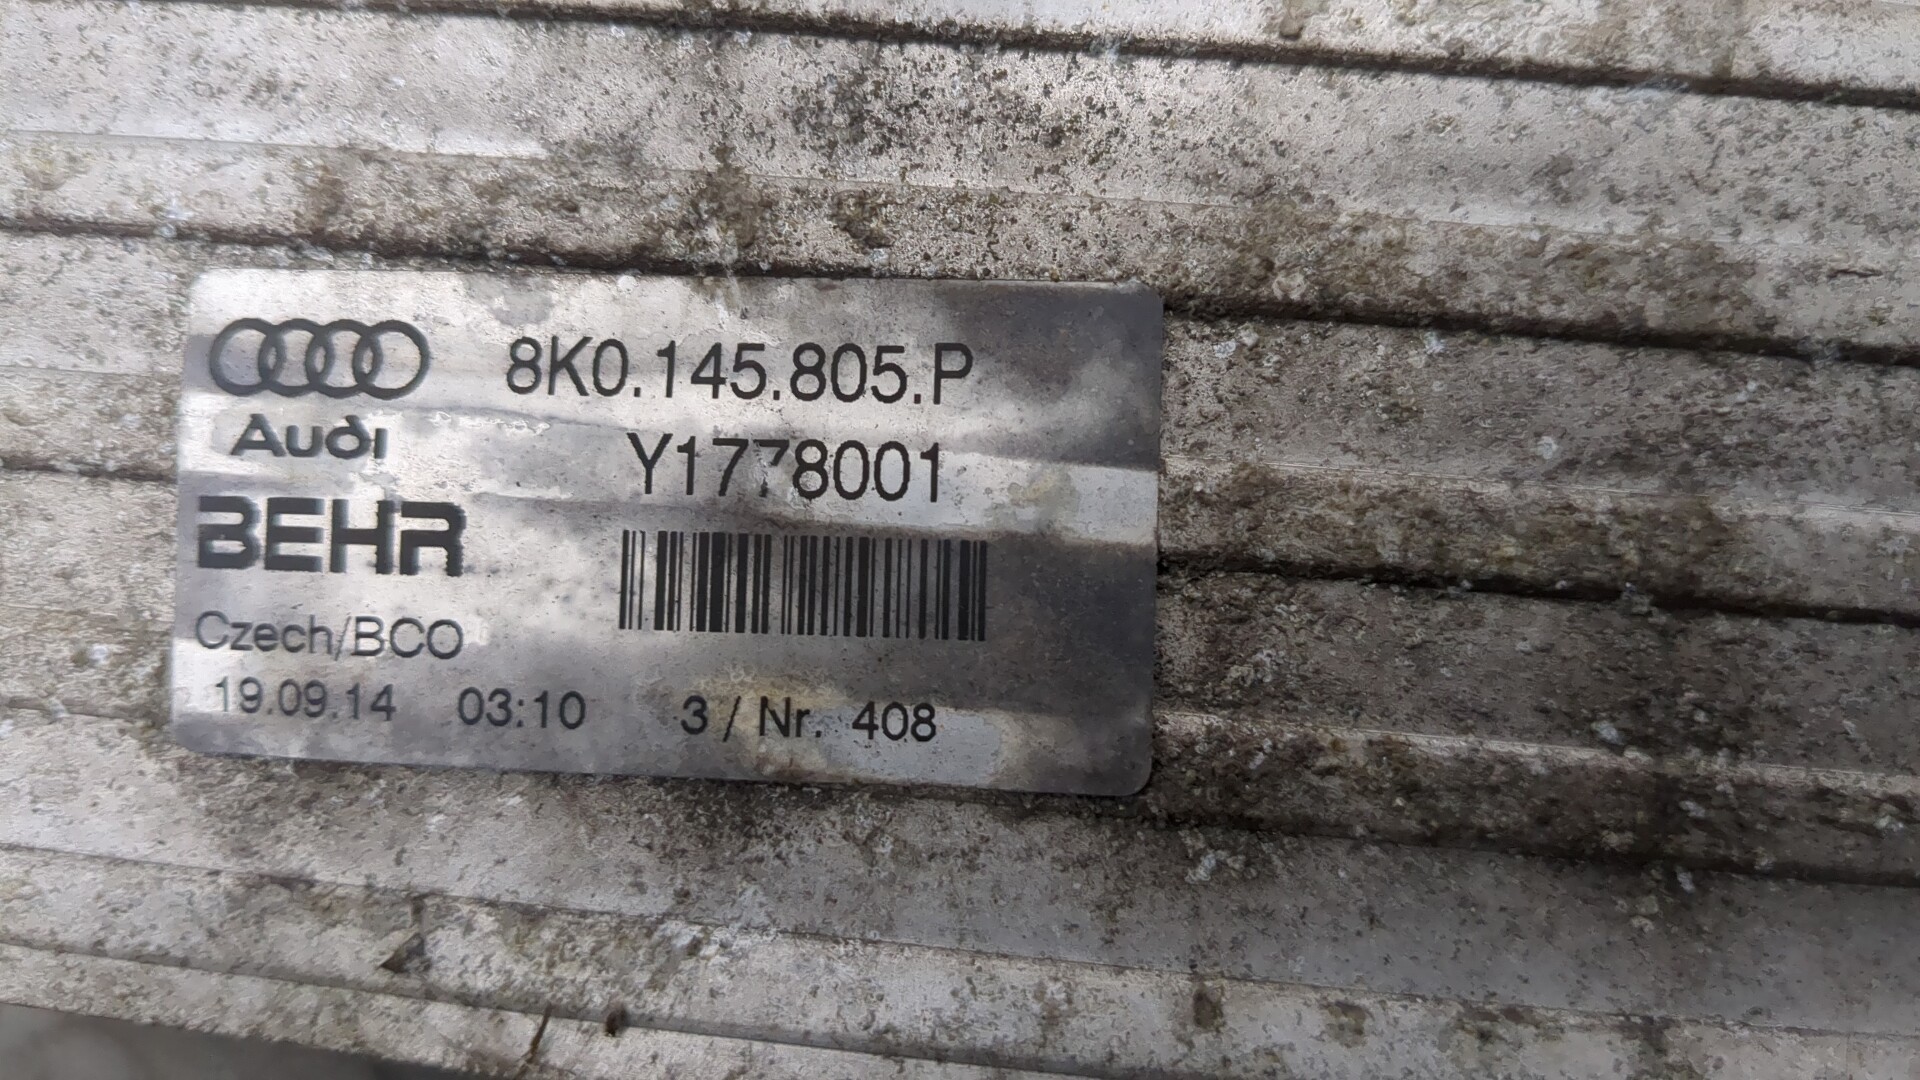 8K0.145.805.P
Audi
Y1778001
BEHR
Czech/BCO
19.09.14 03:10 3 / Nr. 408